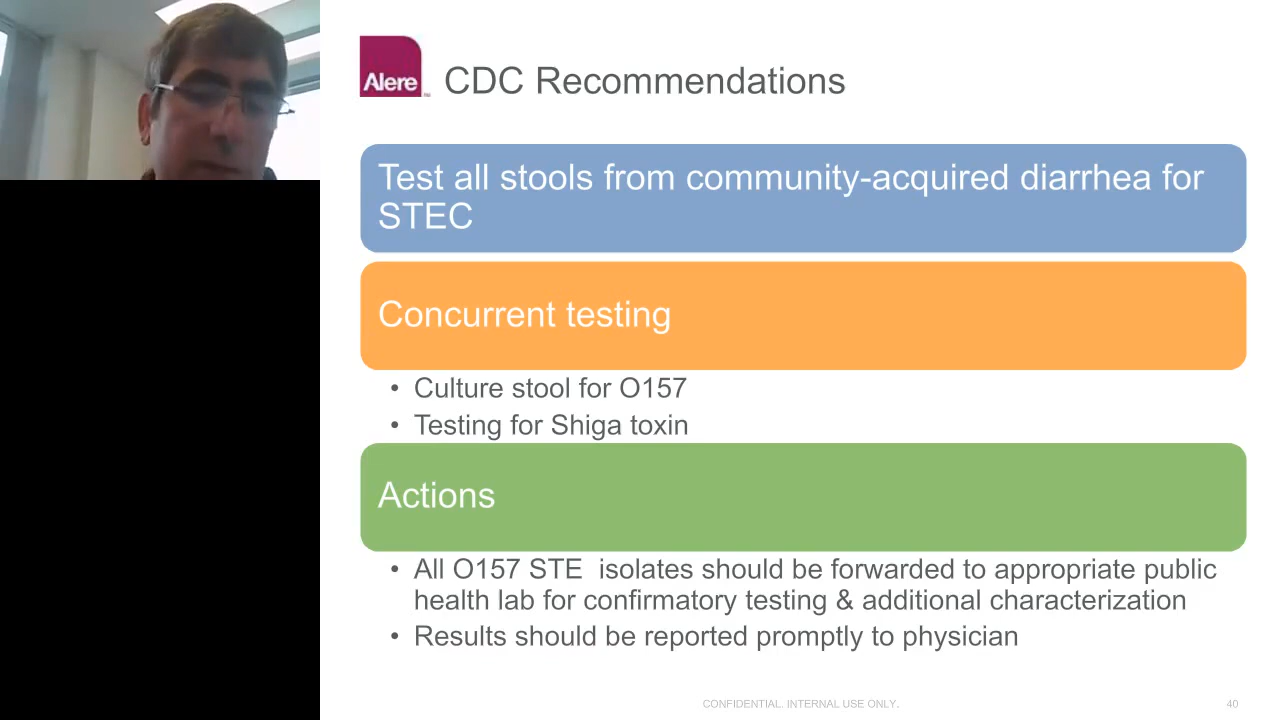 Alere
CDC Recommendations
Test all stools from community-acquired diarrhea for
STEC
Concurrent testing
• Culture stool for O157
• Testing for Shiga toxin
Actions
• All O157 STE  isolates should be forwarded to appropriate public
health lab for confirmatory testing & additional characterization
• Results should be reported promptly to physician
CONFIDENTIAL. INTERNAL USE ONLY.
40